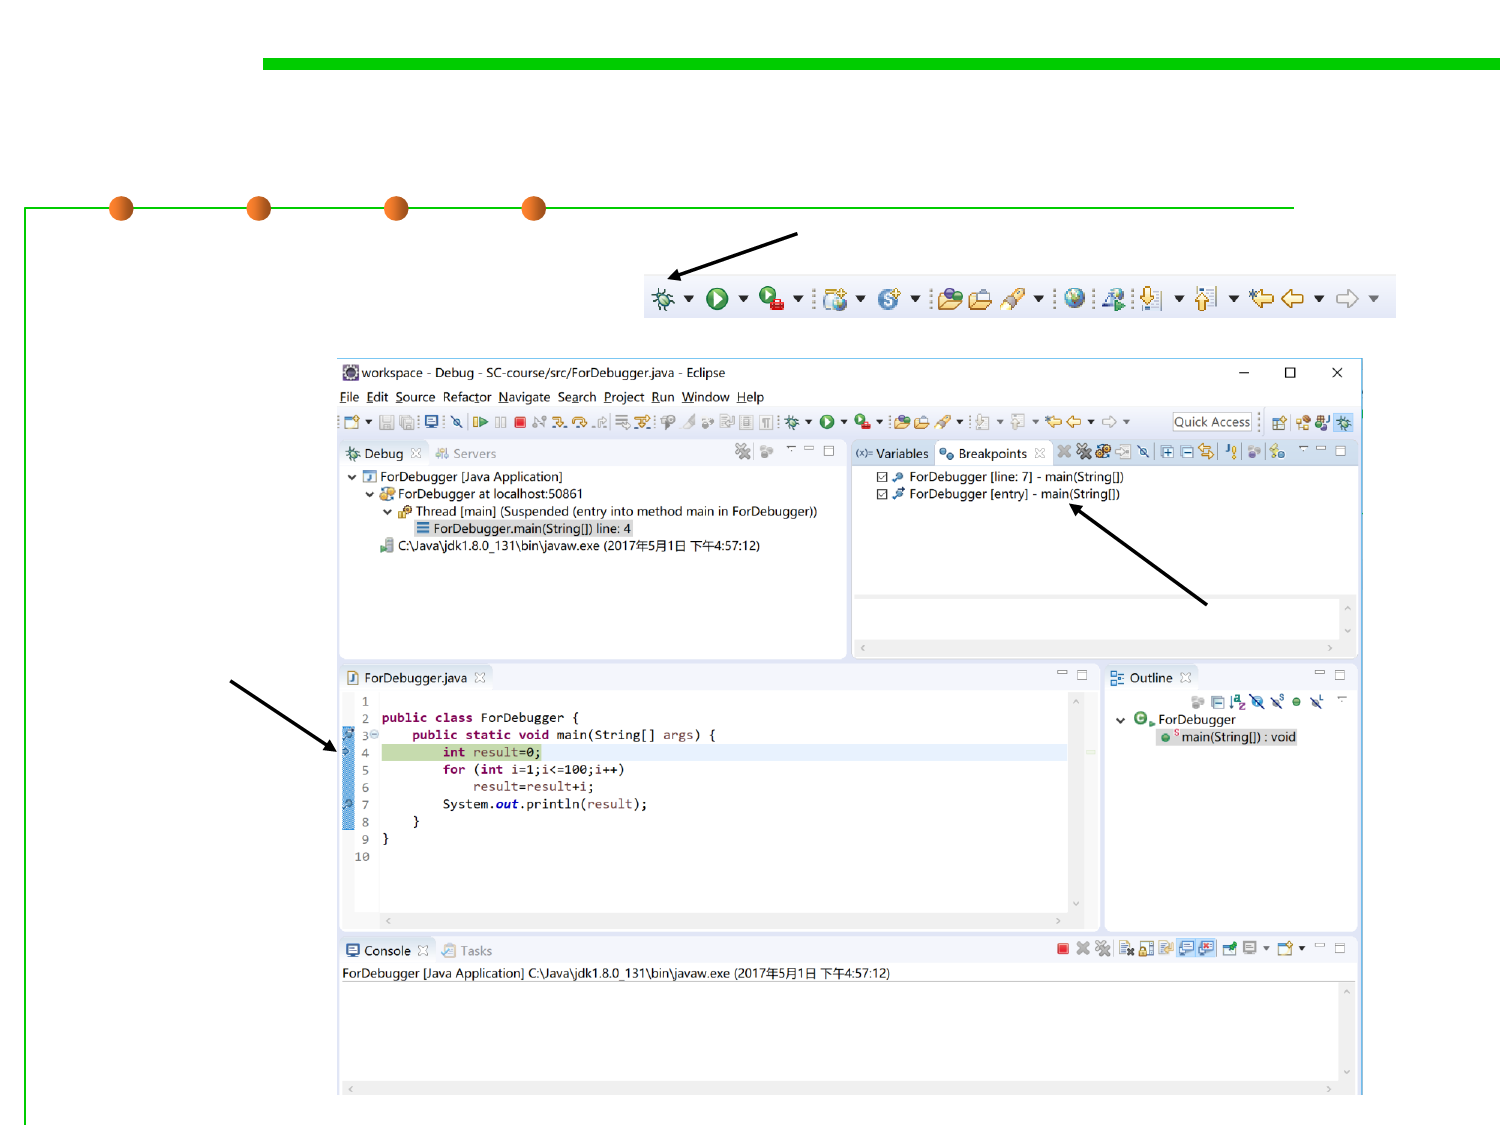 workspace - Debug - SC-course/src/ForDebugger.java - Eclipse
File Edit Source Refactor Navigate Search Project Run Window Help
Quick Access
Debug Servers
ForDebugger [Java Application]
ForDebugger at localhost:50861
Thread [main] (Suspended (entry into method main in ForDebugger))
ForDebugger.main(String[]) line: 4
C:\Java\jdk1.8.0_131\bin\javaw.exe (2017年5月1日 下午4:57:12)
(x)= Variables Breakpoints
ForDebugger [line: 7] - main(String[])
ForDebugger [entry] - main(String[])
ForDebugger.java
1
2 public class ForDebugger {
3 public static void main(String[] args) {
4 int result=0;
5 for (int i=1;i<=100;i++)
6 result=result+i;
7 System.out.println(result);
8 }
9 }
10
Outline
ForDebugger
S main(String[]) : void
Console Tasks
ForDebugger [Java Application] C:\Java\jdk1.8.0_131\bin\javaw.exe (2017年5月1日 下午4:57:12)